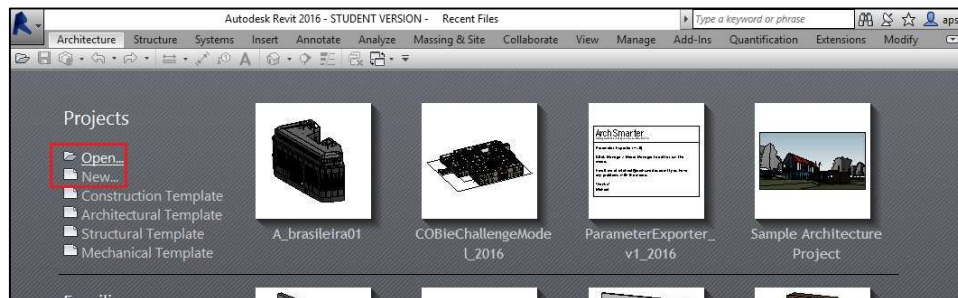 Autodesk Revit 2016 - STUDENT VERSION - Recent Files
Type a keyword or phrase
aps
Architecture Structure Systems Insert Annotate Analyze Massing & Site Collaborate View Manage Add-Ins Quantification Extensions Modify
Projects
Open...
New...
Construction Template
Architectural Template
Structural Template
Mechanical Template
A_brasileira01
COBieChallengeMode
l_2016
ArchSmarter
ParameterExporter_
v1_2016
Sample Architecture
Project